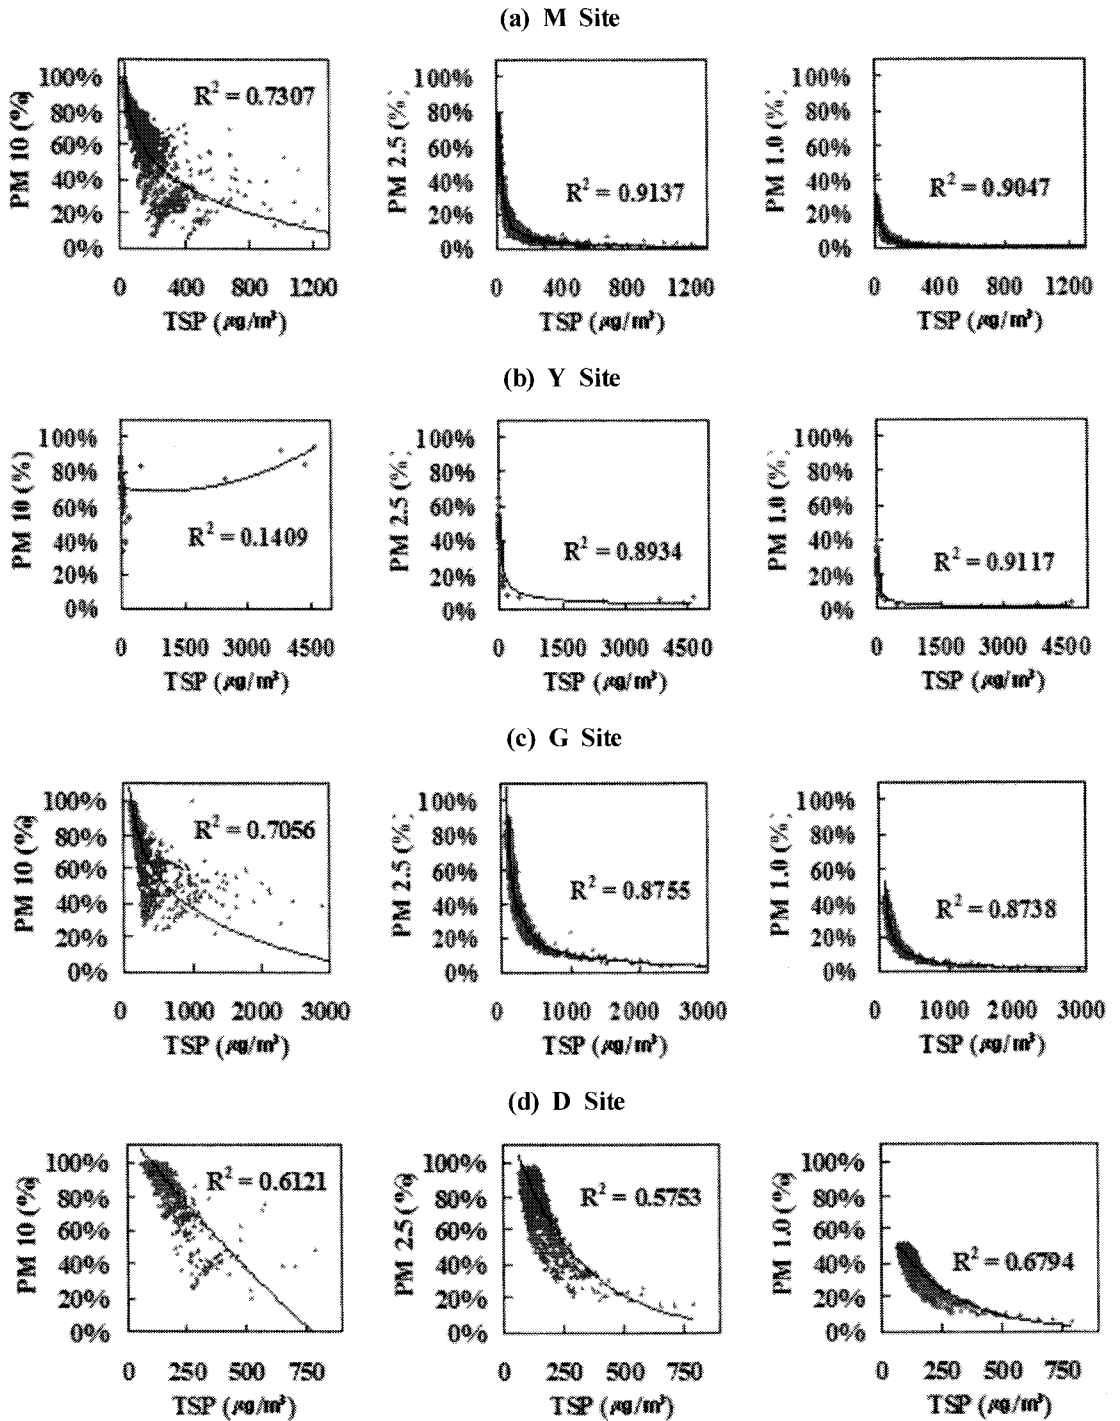 (a) M Site
PM 10 (%)
100%
80%
60%
40%
20%
0%
R² = 0.7307
0 400 800 1200
TSP (㎍/㎥)
PM 2.5 (%)
100%
80%
60%
40%
20%
0%
R² = 0.9137
0 400 800 1200
TSP (㎍/㎥)
PM 1.0 (%)
100%
80%
60%
40%
20%
0%
R² = 0.9047
0 400 800 1200
TSP (㎍/㎥)
(b) Y Site
PM 10 (%)
100%
80%
60%
40%
20%
0%
R² = 0.1409
0 1500 3000 4500
TSP (㎍/㎥)
PM 2.5 (%)
100%
80%
60%
40%
20%
0%
R² = 0.8934
0 1500 3000 4500
TSP (㎍/㎥)
PM 1.0 (%)
100%
80%
60%
40%
20%
0%
R² = 0.9117
0 1500 3000 4500
TSP (㎍/㎥)
(c) G Site
PM 10 (%)
100%
80%
60%
40%
20%
0%
R² = 0.7056
0 1000 2000 3000
TSP (㎍/㎥)
PM 2.5 (%)
100%
80%
60%
40%
20%
0%
R² = 0.8755
0 1000 2000 3000
TSP (㎍/㎥)
PM 1.0 (%)
100%
80%
60%
40%
20%
0%
R² = 0.8738
0 1000 2000 3000
TSP (㎍/㎥)
(d) D Site
PM 10 (%)
100%
80%
60%
40%
20%
0%
R² = 0.6121
0 250 500 750
TSP (㎍/㎥)
PM 2.5 (%)
100%
80%
60%
40%
20%
0%
R² = 0.5753
0 250 500 750
TSP (㎍/㎥)
PM 1.0 (%)
100%
80%
60%
40%
20%
0%
R² = 0.6794
0 250 500 750
TSP (㎍/㎥)